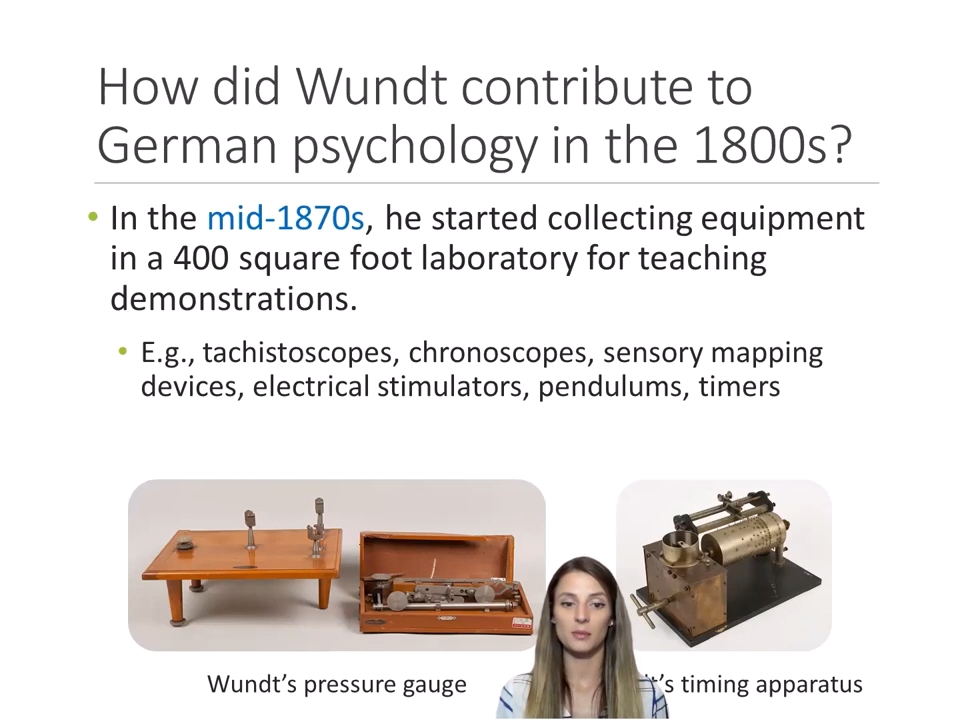 How did Wundt contribute to
German psychology in the 1800s?
• In the mid-1870s, he started collecting equipment
in a 400 square foot laboratory for teaching
demonstrations.
• E.g., tachistoscopes, chronoscopes, sensory mapping
devices, electrical stimulators, pendulums, timers
Wundt's pressure gauge
timing apparatus